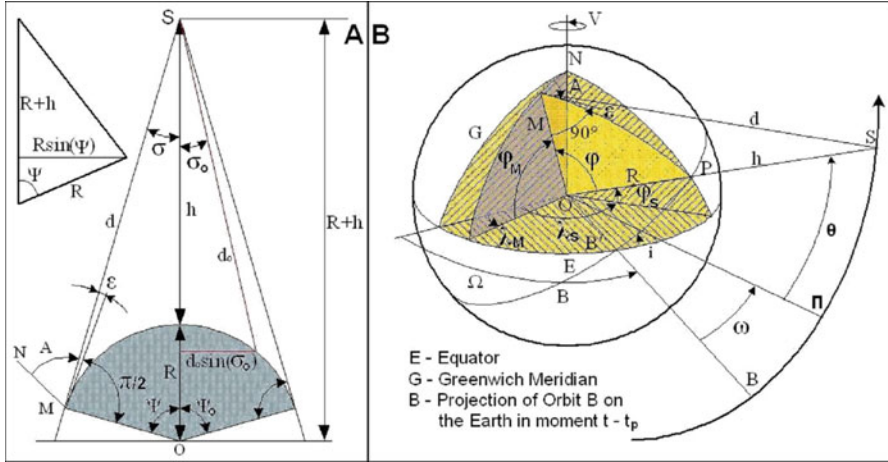 S
A
B
V
N
A
ε
G
M
90°
d
S
R+h
Rsin(Ψ)
Ψ
R
σ
σₒ
h
d
dₒ
R+h
φM
φ
R
P
h
φS
O
λM
λS
B'
i
θ
E
Ω
B
Π
ω
B
ε
N
A
M
π/2
R
dₒsin(σₒ)
Ψ
Ψₒ
O
E - Equator
G - Greenwich Meridian
B - Projection of Orbit B on
the Earth in moment t - tp